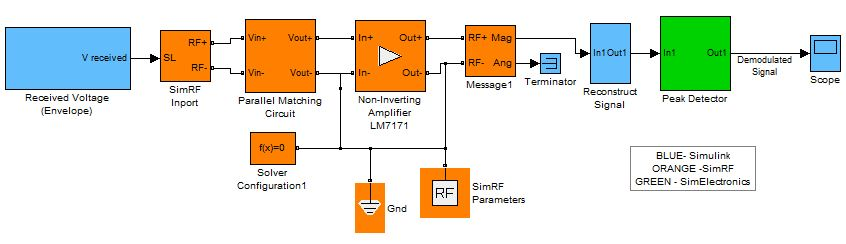 V received
Received Voltage
(Envelope)
SL
RF+
RF-
SimRF
Inport
Vin+
Vout+
Vin-
Vout-
Parallel Matching
Circuit
In+
Out+
In-
Out-
Non-Inverting
Amplifier
LM7171
RF+ Mag
RF- Ang
Message1
Terminator
In1 Out1
Reconstruct
Signal
In1
Out1
Peak Detector
Demodulated
Signal
Scope
f(x)=0
Solver
Configuration1
Gnd
RF
SimRF
Parameters
BLUE- Simulink
ORANGE -SimRF
GREEN - SimElectronics